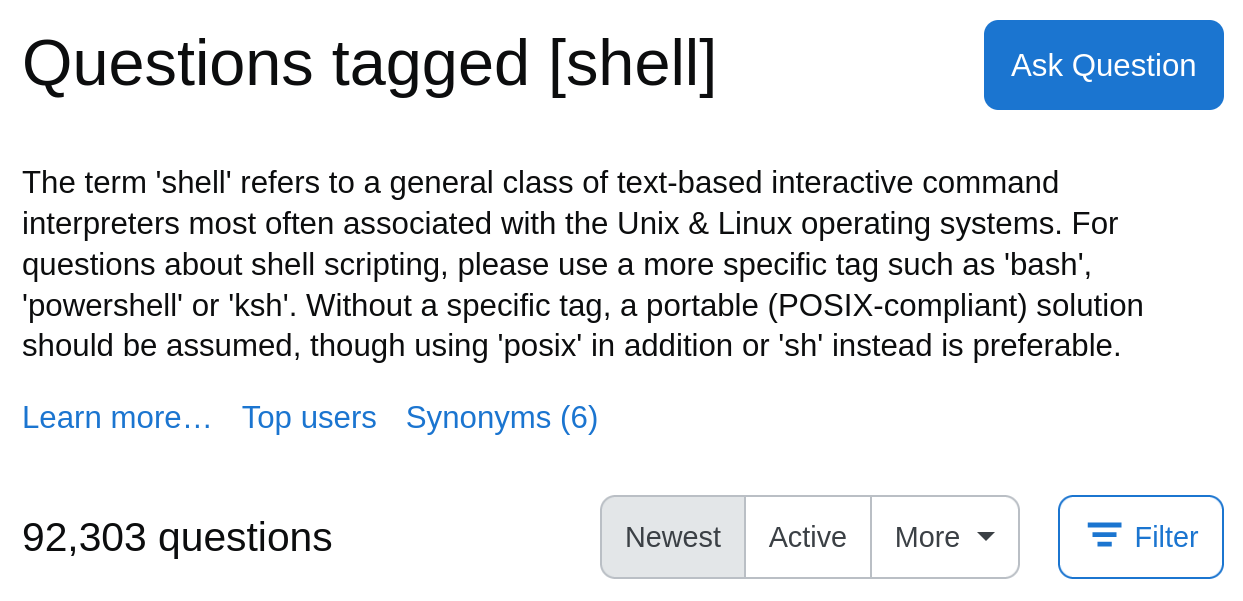 Questions tagged [shell]
Ask Question
The term 'shell' refers to a general class of text-based interactive command
interpreters most often associated with the Unix & Linux operating systems. For
questions about shell scripting, please use a more specific tag such as 'bash',
'powershell' or 'ksh'. Without a specific tag, a portable (POSIX-compliant) solution
should be assumed, though using 'posix' in addition or 'sh' instead is preferable.
Learn more… Top users Synonyms (6)
92,303 questions
Newest Active More Filter